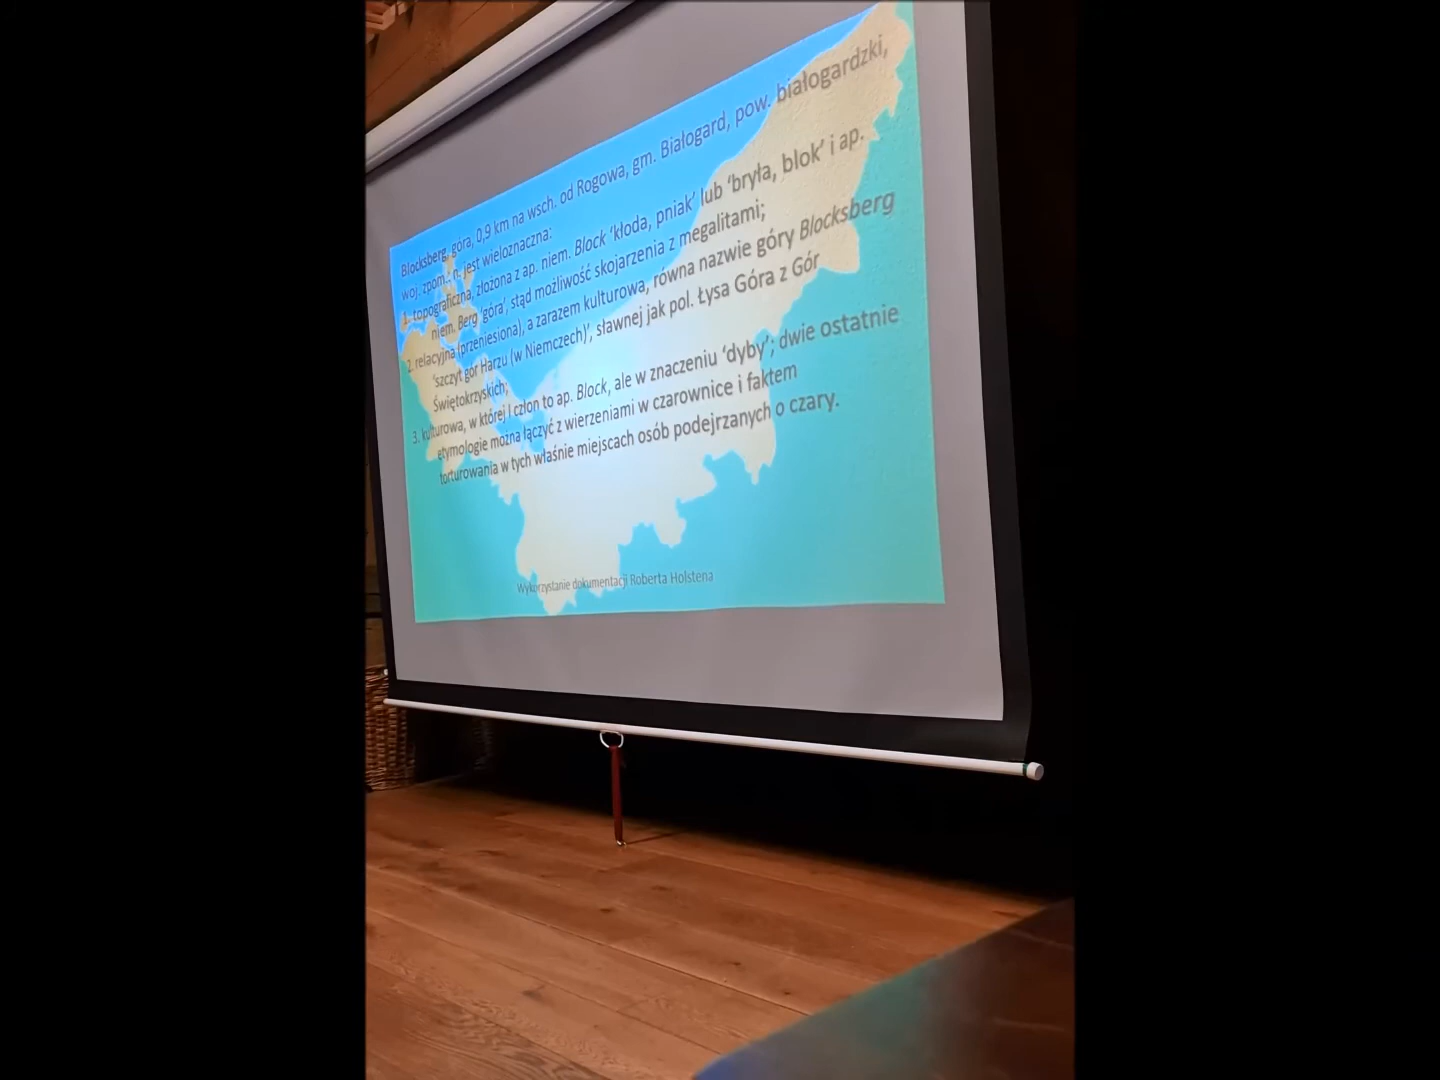 Blocksberg, góra, 0,9 km na wsch. od Rogowa, gm. Białogard, pow. białogardzki,
woj. zpom.: n. jest wieloznaczna:
1. topograficzna, złożona z ap. niem. Block ‘kłoda, pniak’ lub ‘bryła, blok’ i ap.
niem. Berg ‘góra’, stąd możliwość skojarzenia z megalitami;
2. relacyjna (przeniesiona), a zarazem kulturowa, równa nazwie góry Blocksberg
‘szczyt gór Harzu (w Niemczech)’, sławnej jak pol. Łysa Góra z Gór
Świętokrzyskich;
3. kulturowa, w której I człon to ap. Block, ale w znaczeniu ‘dyby’; dwie ostatnie
etymologie można łączyć z wierzeniami w czarownice i faktem
torturowania w tych właśnie miejscach osób podejrzanych o czary.
Wykorzystanie dokumentacji Roberta Holstena